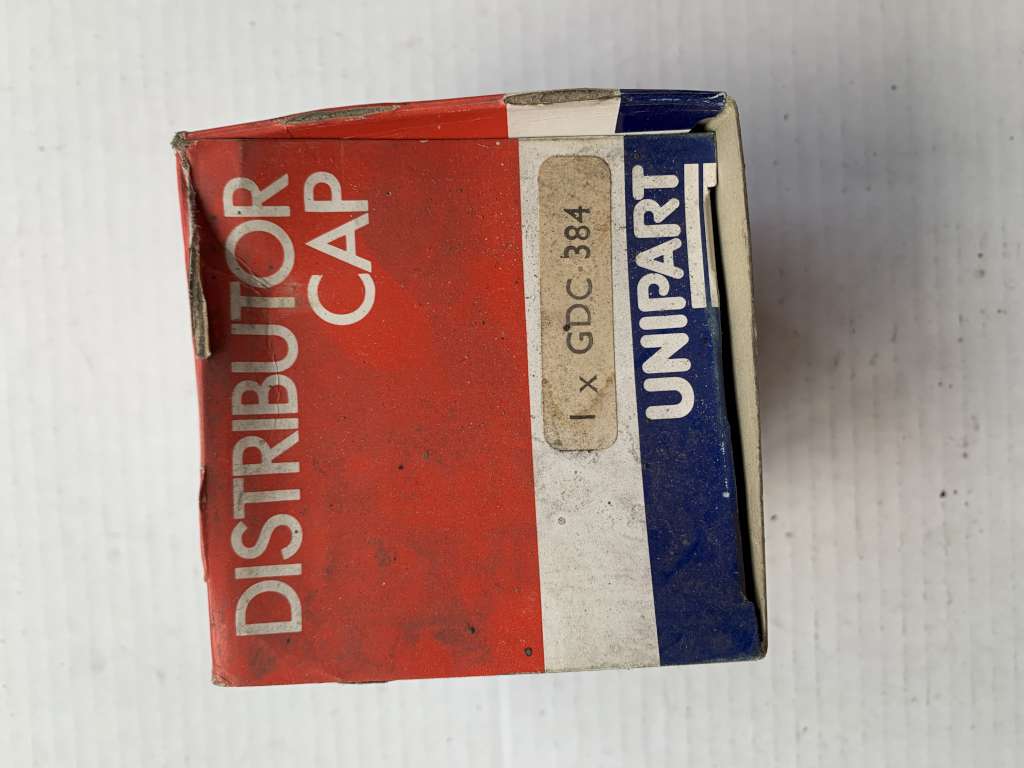 DISTRIBUTOR
CAP
1 x GDC 384
UNIPART